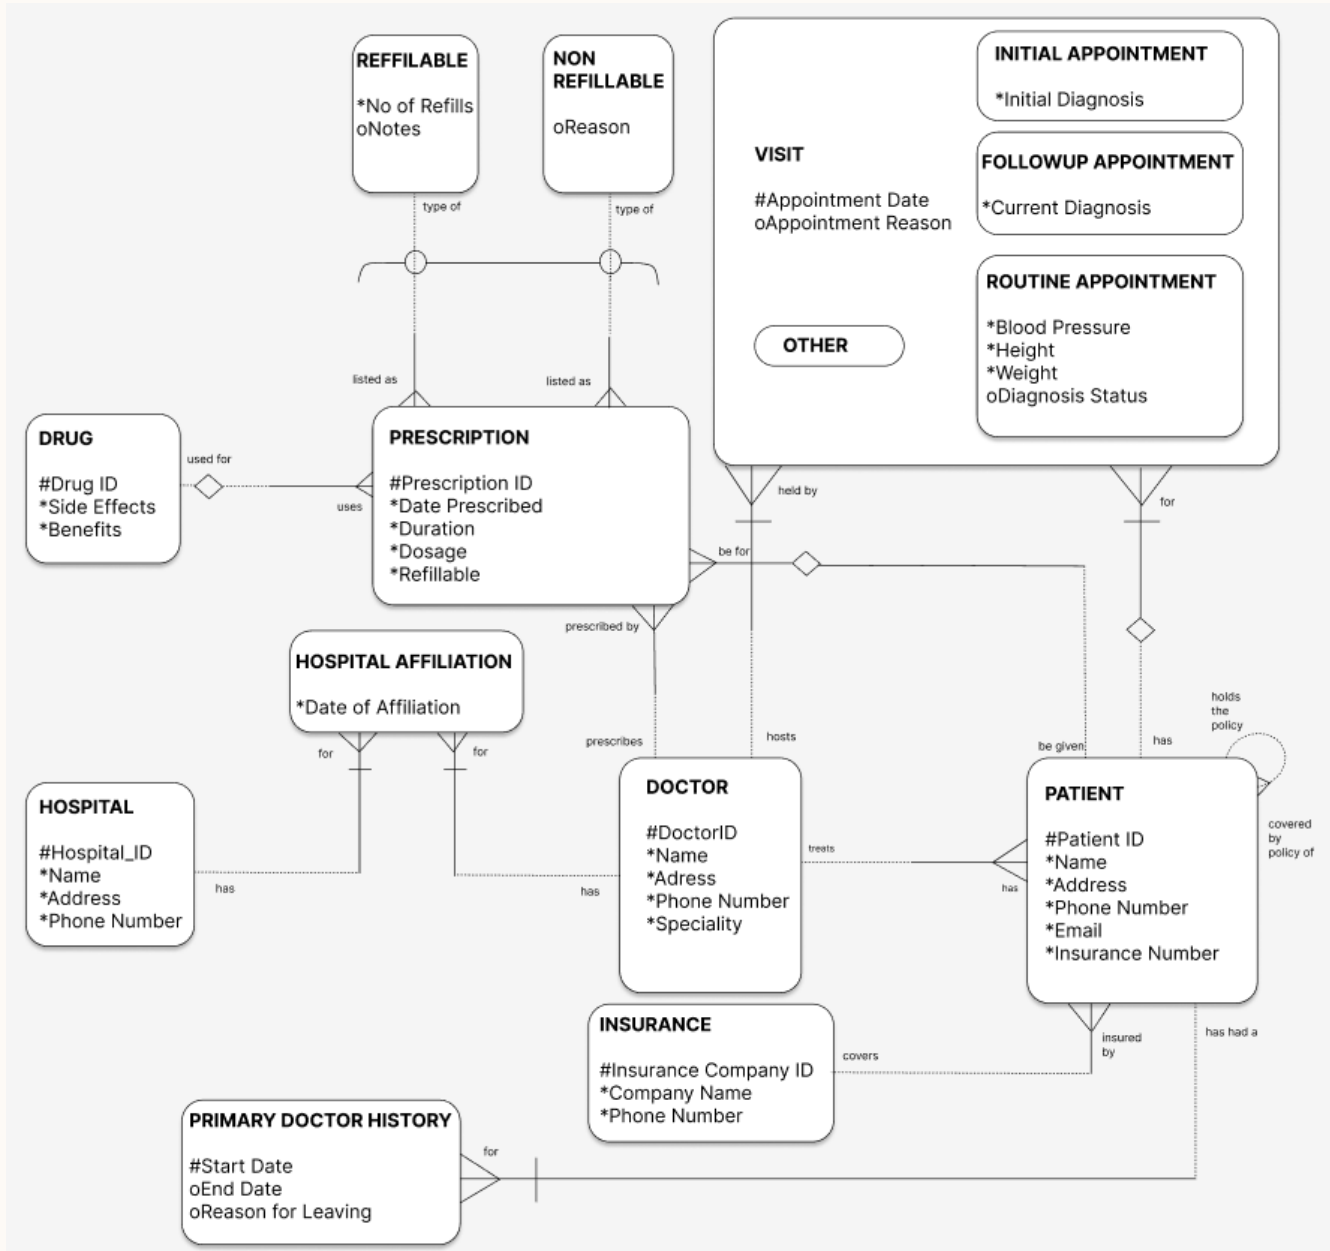 REFFILABLE
*No of Refills
oNotes
NON
REFILLABLE
oReason
type of
type of
listed as
listed as
VISIT
#Appointment Date
oAppointment Reason
OTHER
INITIAL APPOINTMENT
*Initial Diagnosis
FOLLOWUP APPOINTMENT
*Current Diagnosis
ROUTINE APPOINTMENT
*Blood Pressure
*Height
*Weight
oDiagnosis Status
DRUG
#Drug ID
*Side Effects
*Benefits
used for
uses
PRESCRIPTION
#Prescription ID
*Date Prescribed
*Duration
*Dosage
*Refillable
held by
for
be for
prescribed by
prescribes
hosts
be given
has
holds
the
policy
covered
by
policy of
HOSPITAL AFFILIATION
*Date of Affiliation
for
for
HOSPITAL
#Hospital_ID
*Name
*Address
*Phone Number
has
has
DOCTOR
#DoctorID
*Name
*Adress
*Phone Number
*Speciality
treats
has
PATIENT
#Patient ID
*Name
*Address
*Phone Number
*Email
*Insurance Number
INSURANCE
#Insurance Company ID
*Company Name
*Phone Number
covers
insured
by
has had a
PRIMARY DOCTOR HISTORY
#Start Date
oEnd Date
oReason for Leaving
for